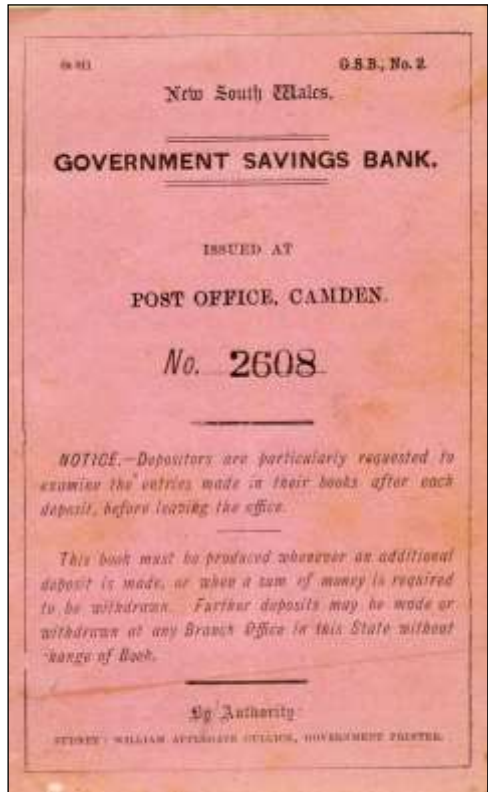 G.S.B., No. 2
New South Wales.
GOVERNMENT SAVINGS BANK.
ISSUED AT
POST OFFICE, CAMDEN.
No. 2608
NOTICE.—Depositors are particularly requested to
examine the entries made in their books after each
deposit, before leaving the office.
This book must be produced whenever an additional
deposit is made, or when a sum of money is required
to be withdrawn. Further deposits may be made or
withdrawn at any Branch Office in this State without
change of Book.
By Authority
SYDNEY: WILLIAM APPLEGATE GULLICK, GOVERNMENT PRINTER.